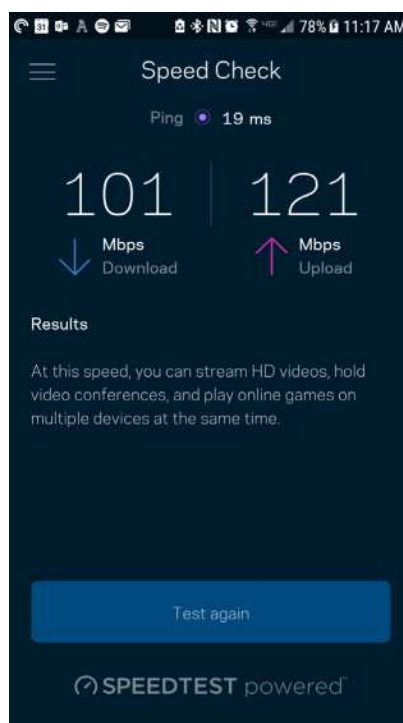 31 78% 11:17 AM
Speed Check
Ping 19 ms
101 121
Mbps Mbps
Download Upload
Results
At this speed, you can stream HD videos, hold
video conferences, and play online games on
multiple devices at the same time.
Test again
SPEEDTEST powered